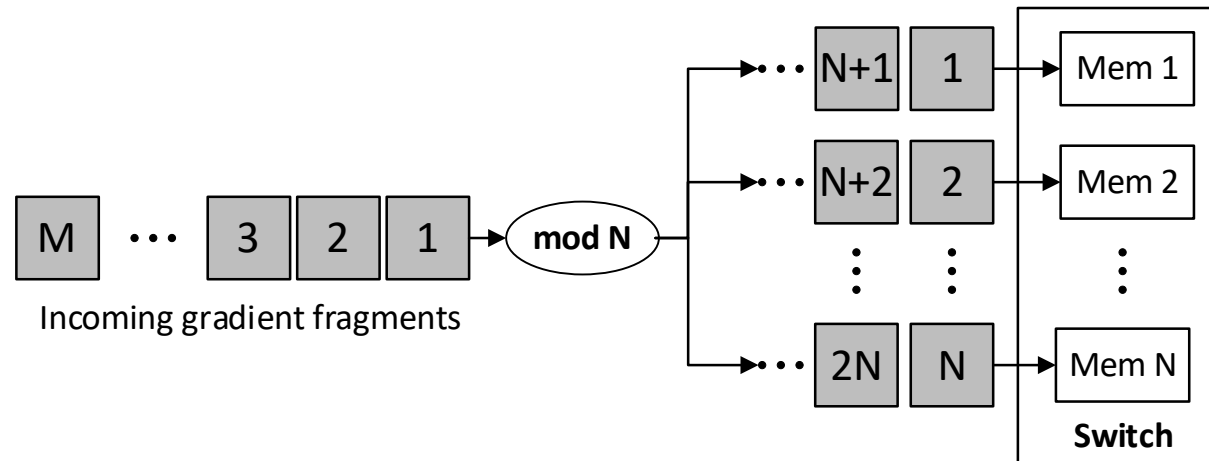 N+1 1 Mem 1
N+2 2 Mem 2
M ··· 3 2 1 mod N
Incoming gradient fragments
2N N Mem N
Switch